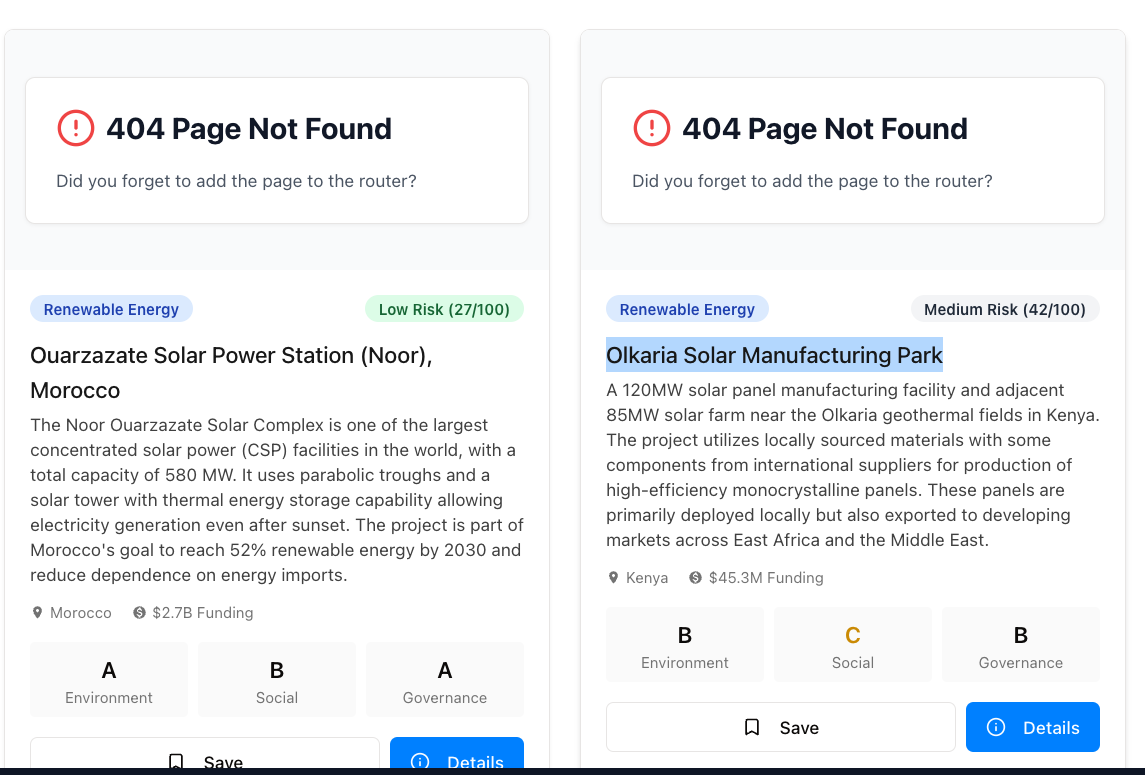 404 Page Not Found
Did you forget to add the page to the router?
Renewable Energy
Low Risk (27/100)
Ouarzazate Solar Power Station (Noor),
Morocco
The Noor Ouarzazate Solar Complex is one of the largest
concentrated solar power (CSP) facilities in the world, with a
total capacity of 580 MW. It uses parabolic troughs and a
solar tower with thermal energy storage capability allowing
electricity generation even after sunset. The project is part of
Morocco's goal to reach 52% renewable energy by 2030 and
reduce dependence on energy imports.
Morocco
$2.7B Funding
A
Environment
B
Social
A
Governance
Save
Details
404 Page Not Found
Did you forget to add the page to the router?
Renewable Energy
Medium Risk (42/100)
Olkaria Solar Manufacturing Park
A 120MW solar panel manufacturing facility and adjacent
85MW solar farm near the Olkaria geothermal fields in Kenya.
The project utilizes locally sourced materials with some
components from international suppliers for production of
high-efficiency monocrystalline panels. These panels are
primarily deployed locally but also exported to developing
markets across East Africa and the Middle East.
Kenya
$45.3M Funding
B
Environment
C
Social
B
Governance
Save
Details